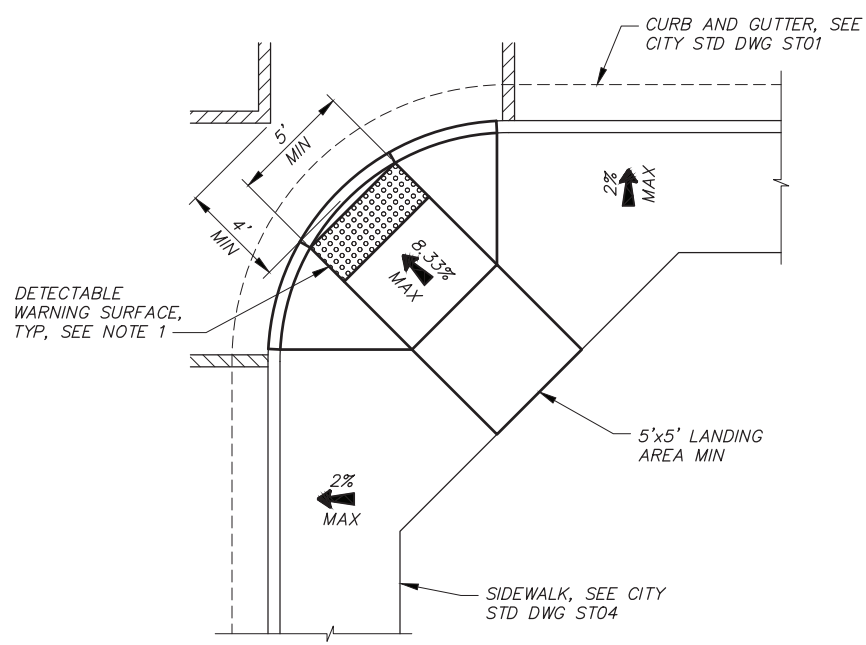 CURB AND GUTTER, SEE
CITY STD DWG ST01
5'
MIN
4'
MIN
2%
MAX
8.33%
MAX
DETECTABLE
WARNING SURFACE,
TYP, SEE NOTE 1
5'x5' LANDING
AREA MIN
2%
MAX
SIDEWALK, SEE CITY
STD DWG ST04